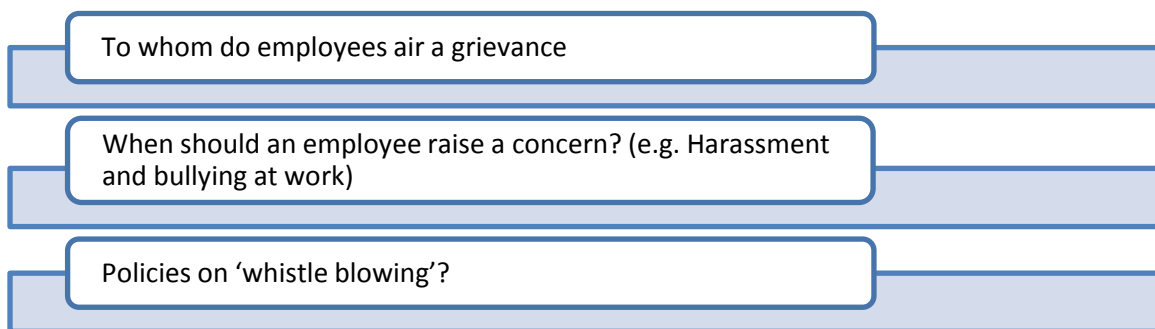 To whom do employees air a grievance
When should an employee raise a concern? (e.g. Harassment
and bullying at work)
Policies on ‘whistle blowing’?